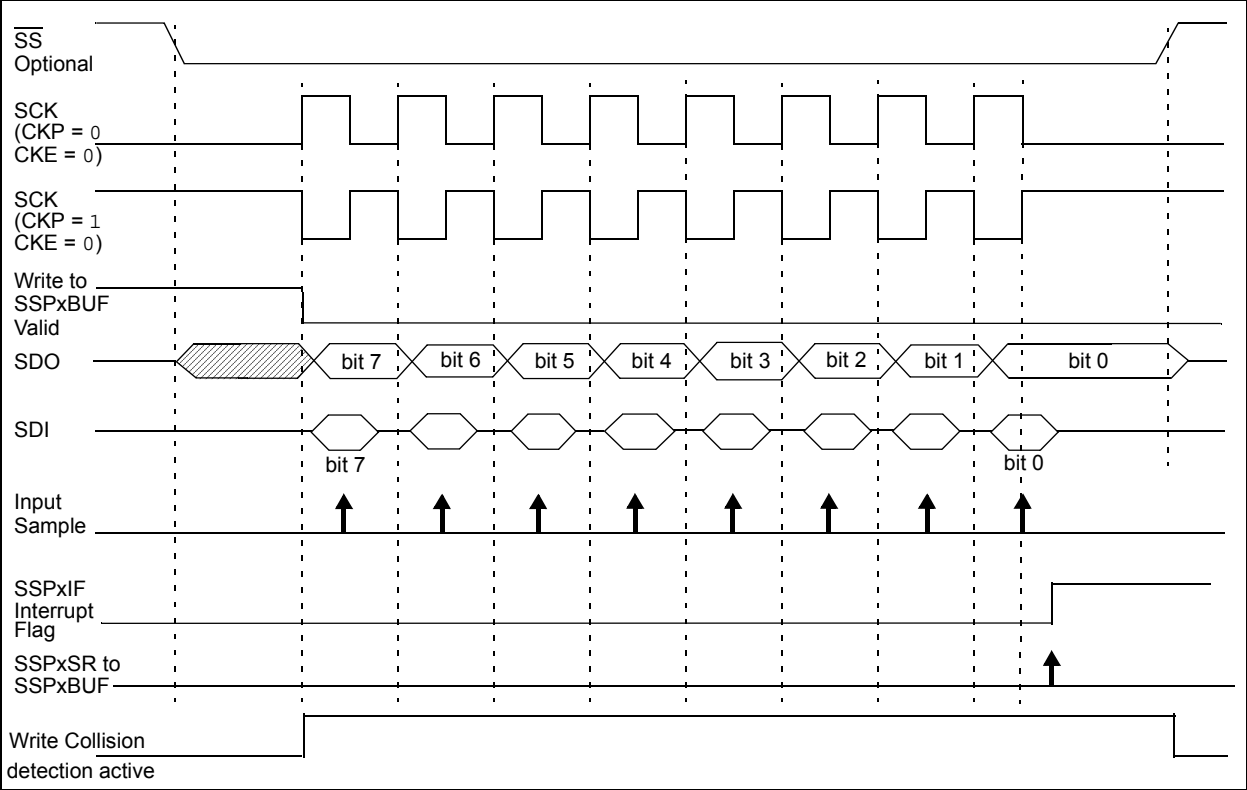 SS
Optional
SCK
(CKP = 0
CKE = 0)
SCK
(CKP = 1
CKE = 0)
Write to
SSPxBUF
Valid
SDO
bit 7 bit 6 bit 5 bit 4 bit 3 bit 2 bit 1 bit 0
SDI
bit 7 bit 0
Input
Sample
SSPxIF
Interrupt
Flag
SSPxSR to
SSPxBUF
Write Collision
detection active